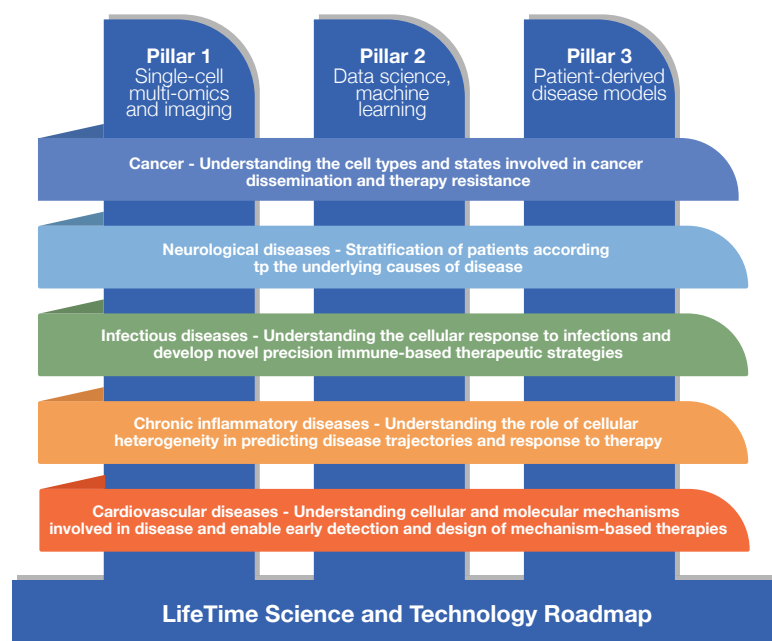 Pillar 1
Single-cell
multi-omics
and imaging
Pillar 2
Data science,
machine
learning
Pillar 3
Patient-derived
disease models
Cancer - Understanding the cell types and states involved in cancer
dissemination and therapy resistance
Neurological diseases - Stratification of patients according
tp the underlying causes of disease
Infectious diseases - Understanding the cellular response to infections and
develop novel precision immune-based therapeutic strategies
Chronic inflammatory diseases - Understanding the role of cellular
heterogeneity in predicting disease trajectories and response to therapy
Cardiovascular diseases - Understanding cellular and molecular mechanisms
involved in disease and enable early detection and design of mechanism-based therapies
LifeTime Science and Technology Roadmap